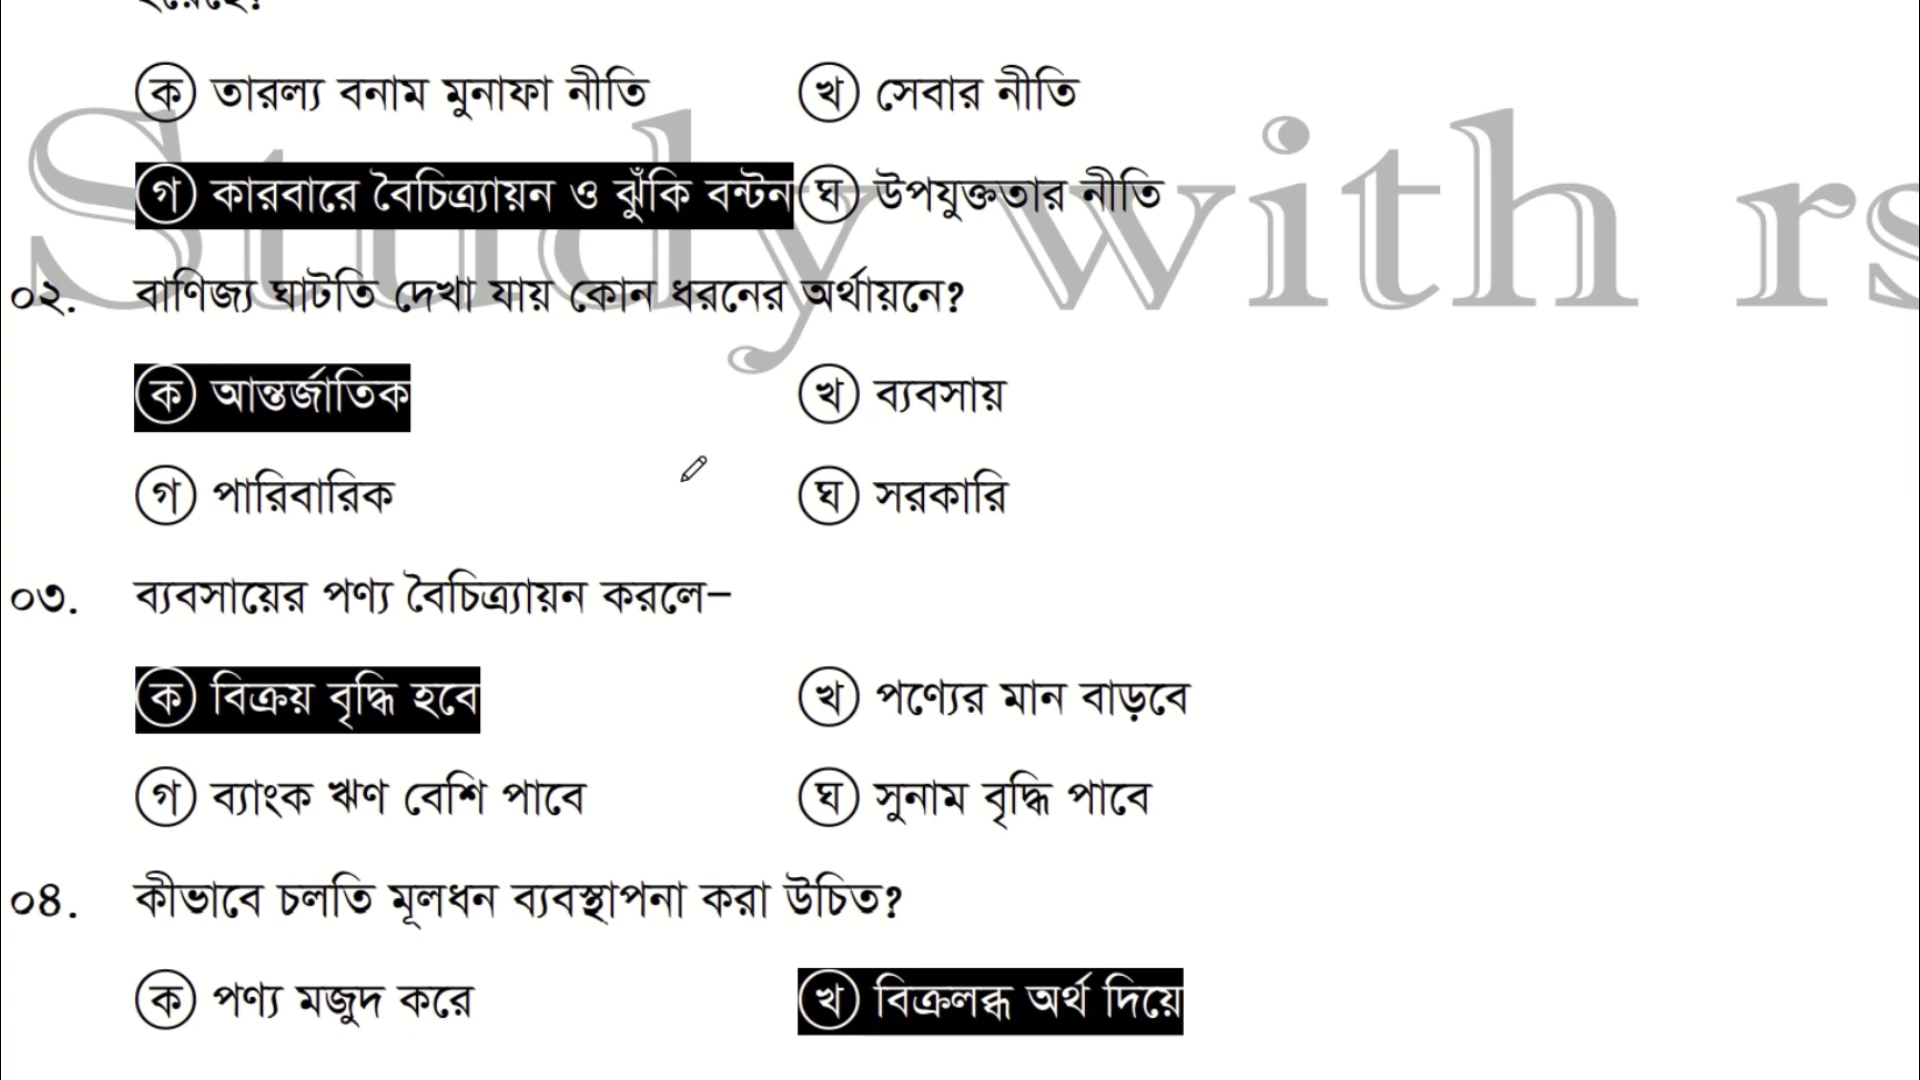 হয়েছে?
ক তারল্য বনাম মুনাফা নীতি খ সেবার নীতি
গ কারবারে বৈচিত্র্যায়ন ও ঝুঁকি বন্টন ঘ উপযুক্ততার নীতি
Study with rs
০২. বাণিজ্য ঘাটতি দেখা যায় কোন ধরনের অর্থায়নে?
ক আন্তর্জাতিক খ ব্যবসায়
গ পারিবারিক ঘ সরকারি
০৩. ব্যবসায়ের পণ্য বৈচিত্র্যায়ন করলে–
ক বিক্রয় বৃদ্ধি হবে খ পণ্যের মান বাড়বে
গ ব্যাংক ঋণ বেশি পাবে ঘ সুনাম বৃদ্ধি পাবে
০৪. কীভাবে চলতি মূলধন ব্যবস্থাপনা করা উচিত?
ক পণ্য মজুদ করে খ বিক্রলব্ধ অর্থ দিয়ে